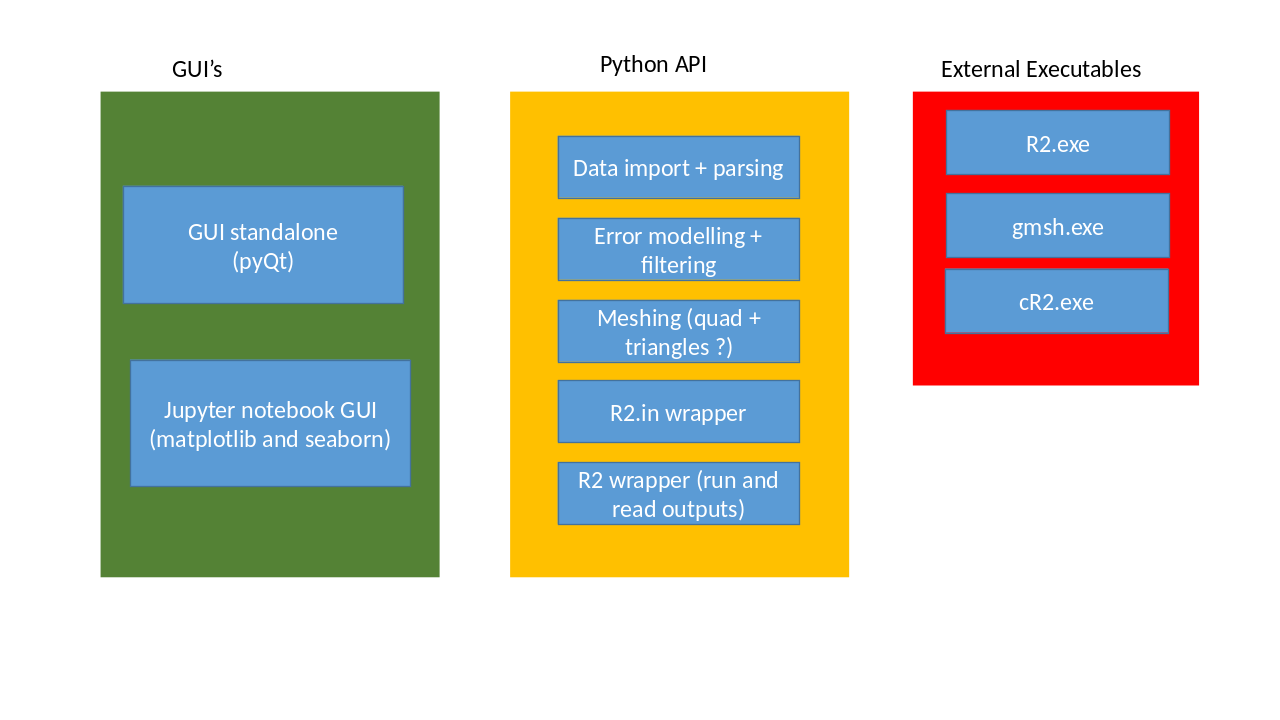 GUI’s
GUI standalone
(pyQt)
Jupyter notebook GUI
(matplotlib and seaborn)
Python API
Data import + parsing
Error modelling +
filtering
Meshing (quad +
triangles ?)
R2.in wrapper
R2 wrapper (run and
read outputs)
External Executables
R2.exe
gmsh.exe
cR2.exe